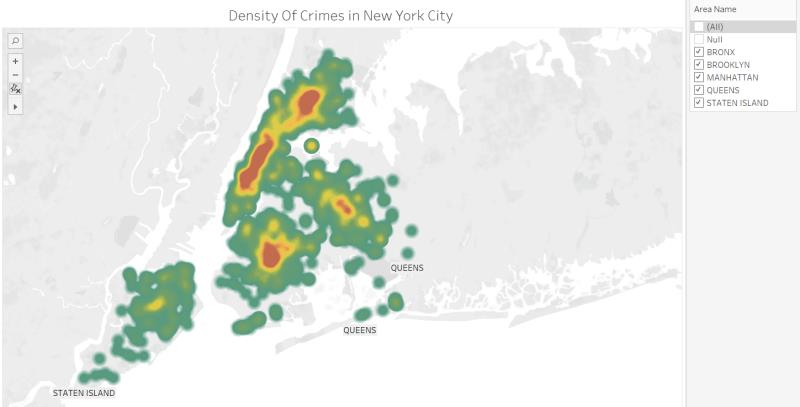 Density Of Crimes in New York City
Area Name
(All)
Null
BRONX
BROOKLYN
MANHATTAN
QUEENS
STATEN ISLAND
+
−
QUEENS
QUEENS
STATEN ISLAND